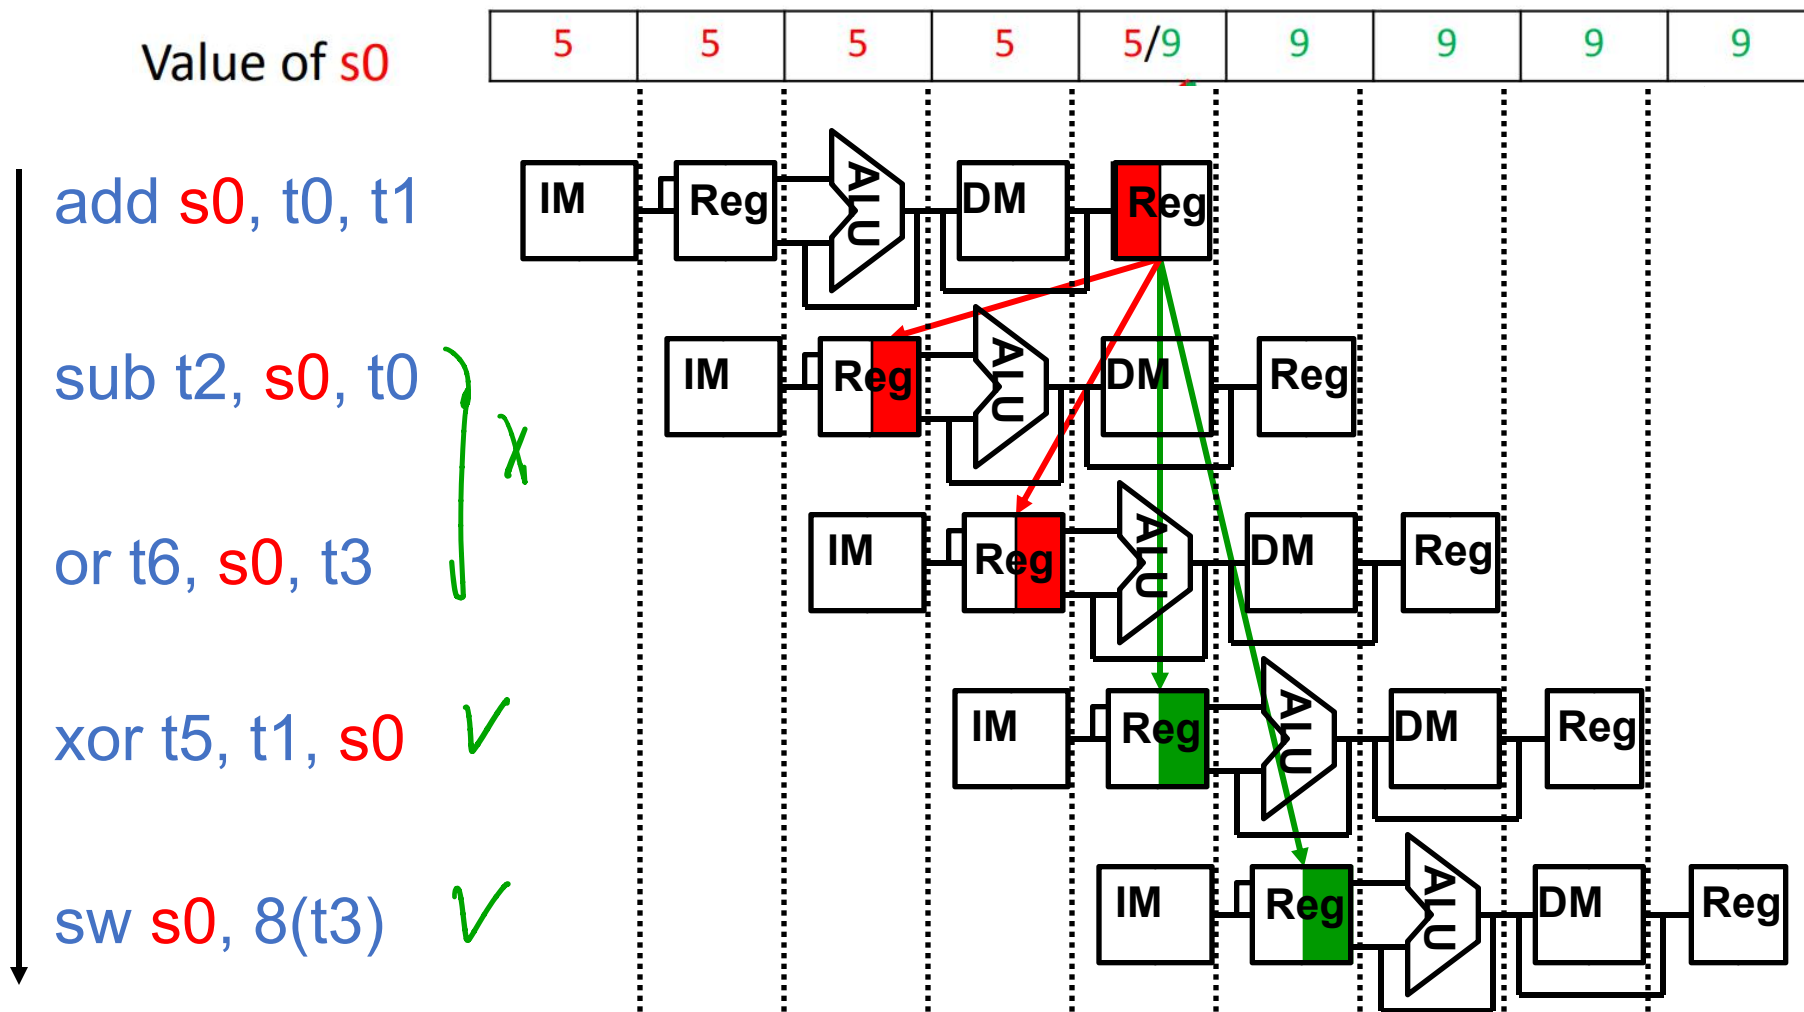 Value of s0 5 5 5 5 5/9 9 9 9 9
add s0, t0, t1 IM Reg ALU DM Reg
sub t2, s0, t0 IM Reg ALU DM Reg
X
or t6, s0, t3 IM Reg ALU DM Reg
xor t5, t1, s0 ✓ IM Reg ALU DM Reg
sw s0, 8(t3) ✓ IM Reg ALU DM Reg